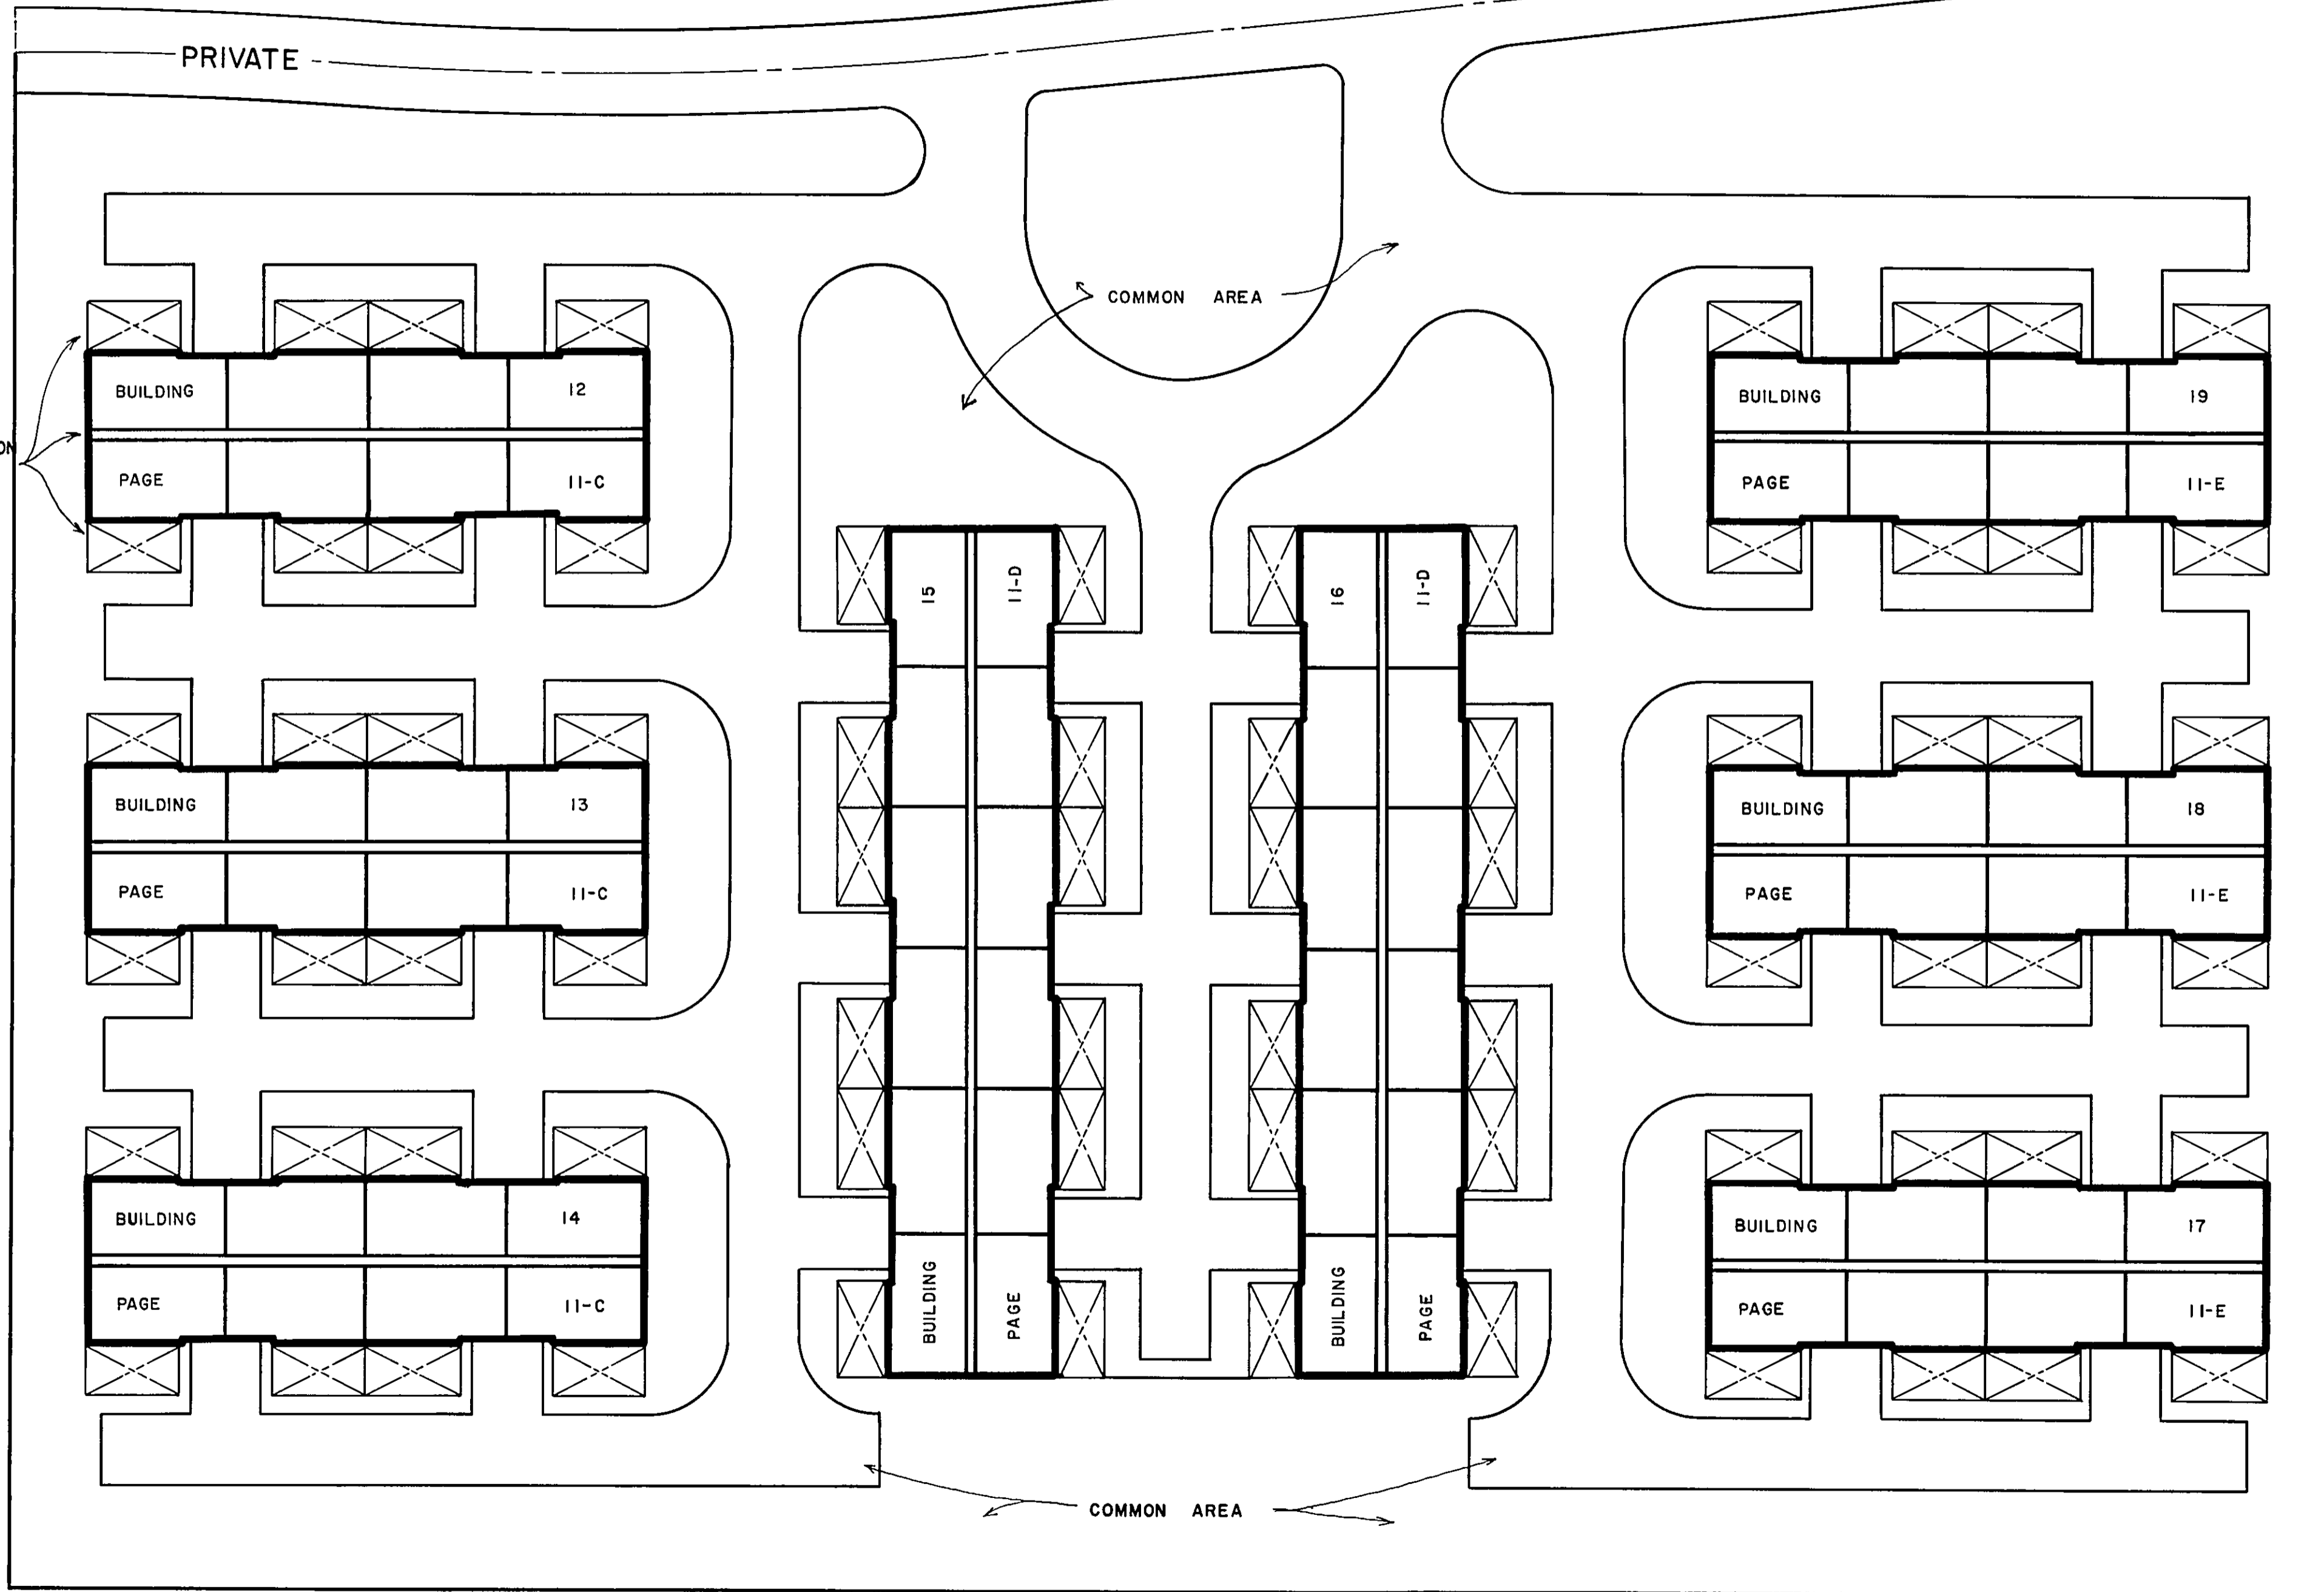 PRIVATE
COMMON AREA
BUILDING 12
PAGE 11-C
BUILDING 19
PAGE 11-E
ON
15 11-D
16 11-D
BUILDING 13
PAGE 11-C
BUILDING 18
PAGE 11-E
BUILDING 14
PAGE 11-C
BUILDING PAGE
BUILDING PAGE
BUILDING 17
PAGE 11-E
COMMON AREA